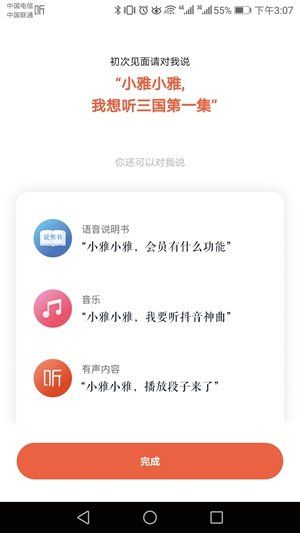 中国电信 听
中国联通
55% 下午3:07
初次见面请对我说
“小雅小雅,
我想听三国第一集”
你还可以对我说
说明书
语音说明书
“小雅小雅，会员有什么功能”
音乐
“小雅小雅，我要听抖音神曲”
听
有声内容
“小雅小雅，播放段子来了”
完成